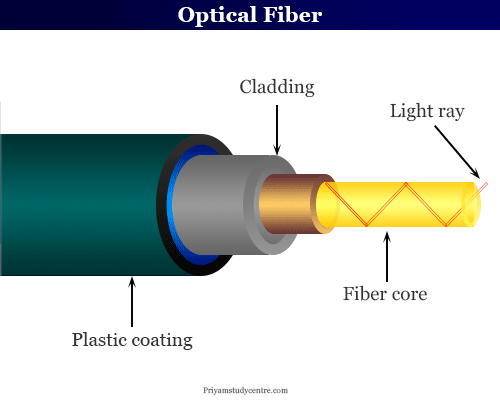 Optical Fiber
Cladding
Light ray
Fiber core
Plastic coating
Priyamstudycentre.com